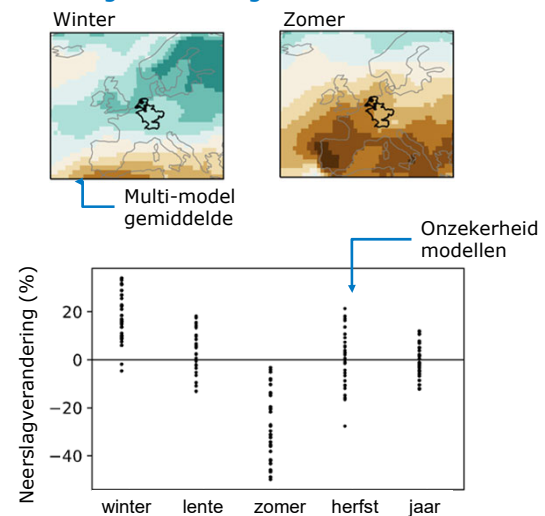 Winter
Zomer
Multi-model
gemiddelde
Onzekerheid
modellen
Neerslagverandering (%)
20
0
−20
−40
winter lente zomer herfst jaar